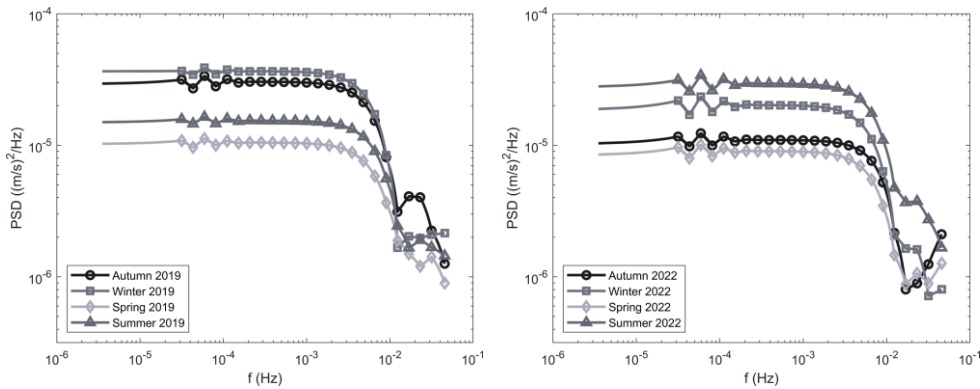 10⁻⁴
10⁻⁵
10⁻⁶
PSD ((m/s)²/Hz)
Autumn 2019
Winter 2019
Spring 2019
Summer 2019
10⁻⁶ 10⁻⁵ 10⁻⁴ 10⁻³ 10⁻² 10⁻¹
f (Hz)
10⁻⁴
10⁻⁵
10⁻⁶
PSD ((m/s)²/Hz)
Autumn 2022
Winter 2022
Spring 2022
Summer 2022
10⁻⁶ 10⁻⁵ 10⁻⁴ 10⁻³ 10⁻² 10⁻¹
f (Hz)